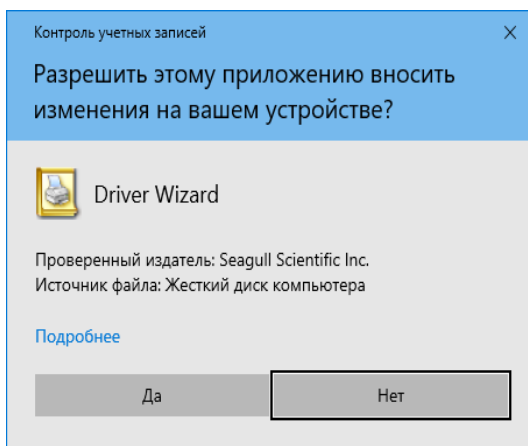 Контроль учетных записей
Разрешить этому приложению вносить
изменения на вашем устройстве?
Driver Wizard
Проверенный издатель: Seagull Scientific Inc.
Источник файла: Жесткий диск компьютера
Подробнее
Да
Нет